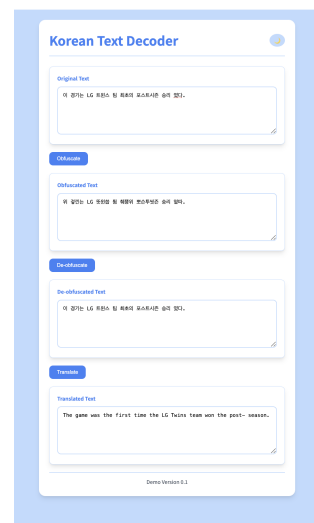 Korean Text Decoder
Original Text
이 경기는 LG 트윈스 팀 최초의 포스트시즌 승리 였다.
Obfuscate
Obfuscated Text
LG
De-obfuscate
De-obfuscated Text
이 경기는 LG 트윈스 팀 최초의 포스트시즌 승리 였다.
Translate
Translated Text
The game was the first time the LG Twins team won the post- season.
Demo Version 0.1